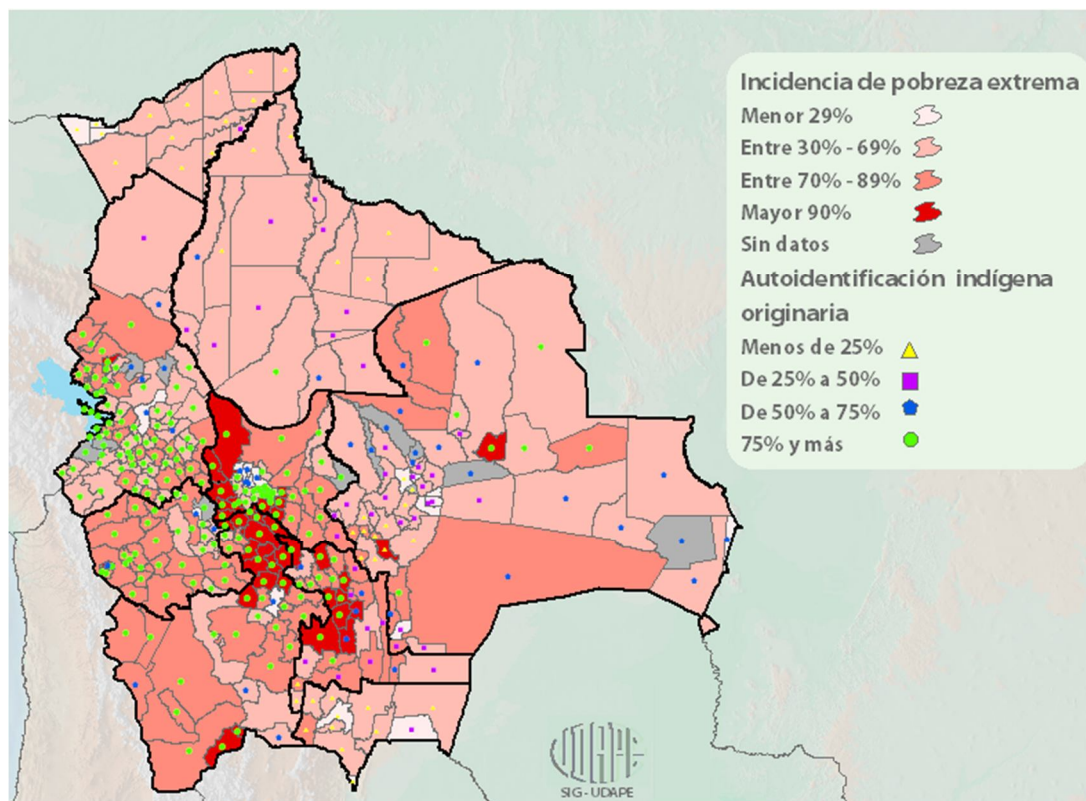 Incidencia de pobreza extrema
Menor 29%
Entre 30% - 69%
Entre 70% - 89%
Mayor 90%
Sin datos
Autoidentificación indígena
originaria
Menos de 25%
De 25% a 50%
De 50% a 75%
75% y más
UDAPE
SIG - UDAPE